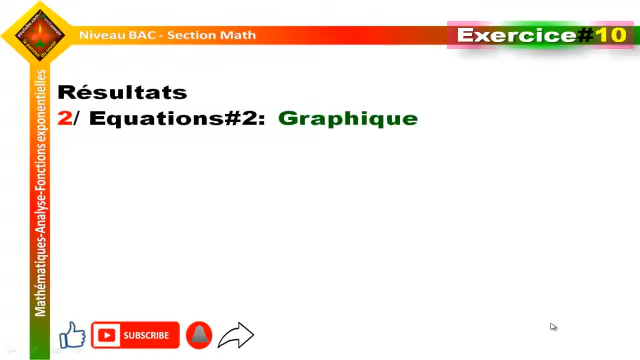 Niveau BAC - Section Math
Exercice#10
Mathématiques-Analyse-Fonctions exponentielles
Résultats
2/ Equations#2: Graphique
SUBSCRIBE